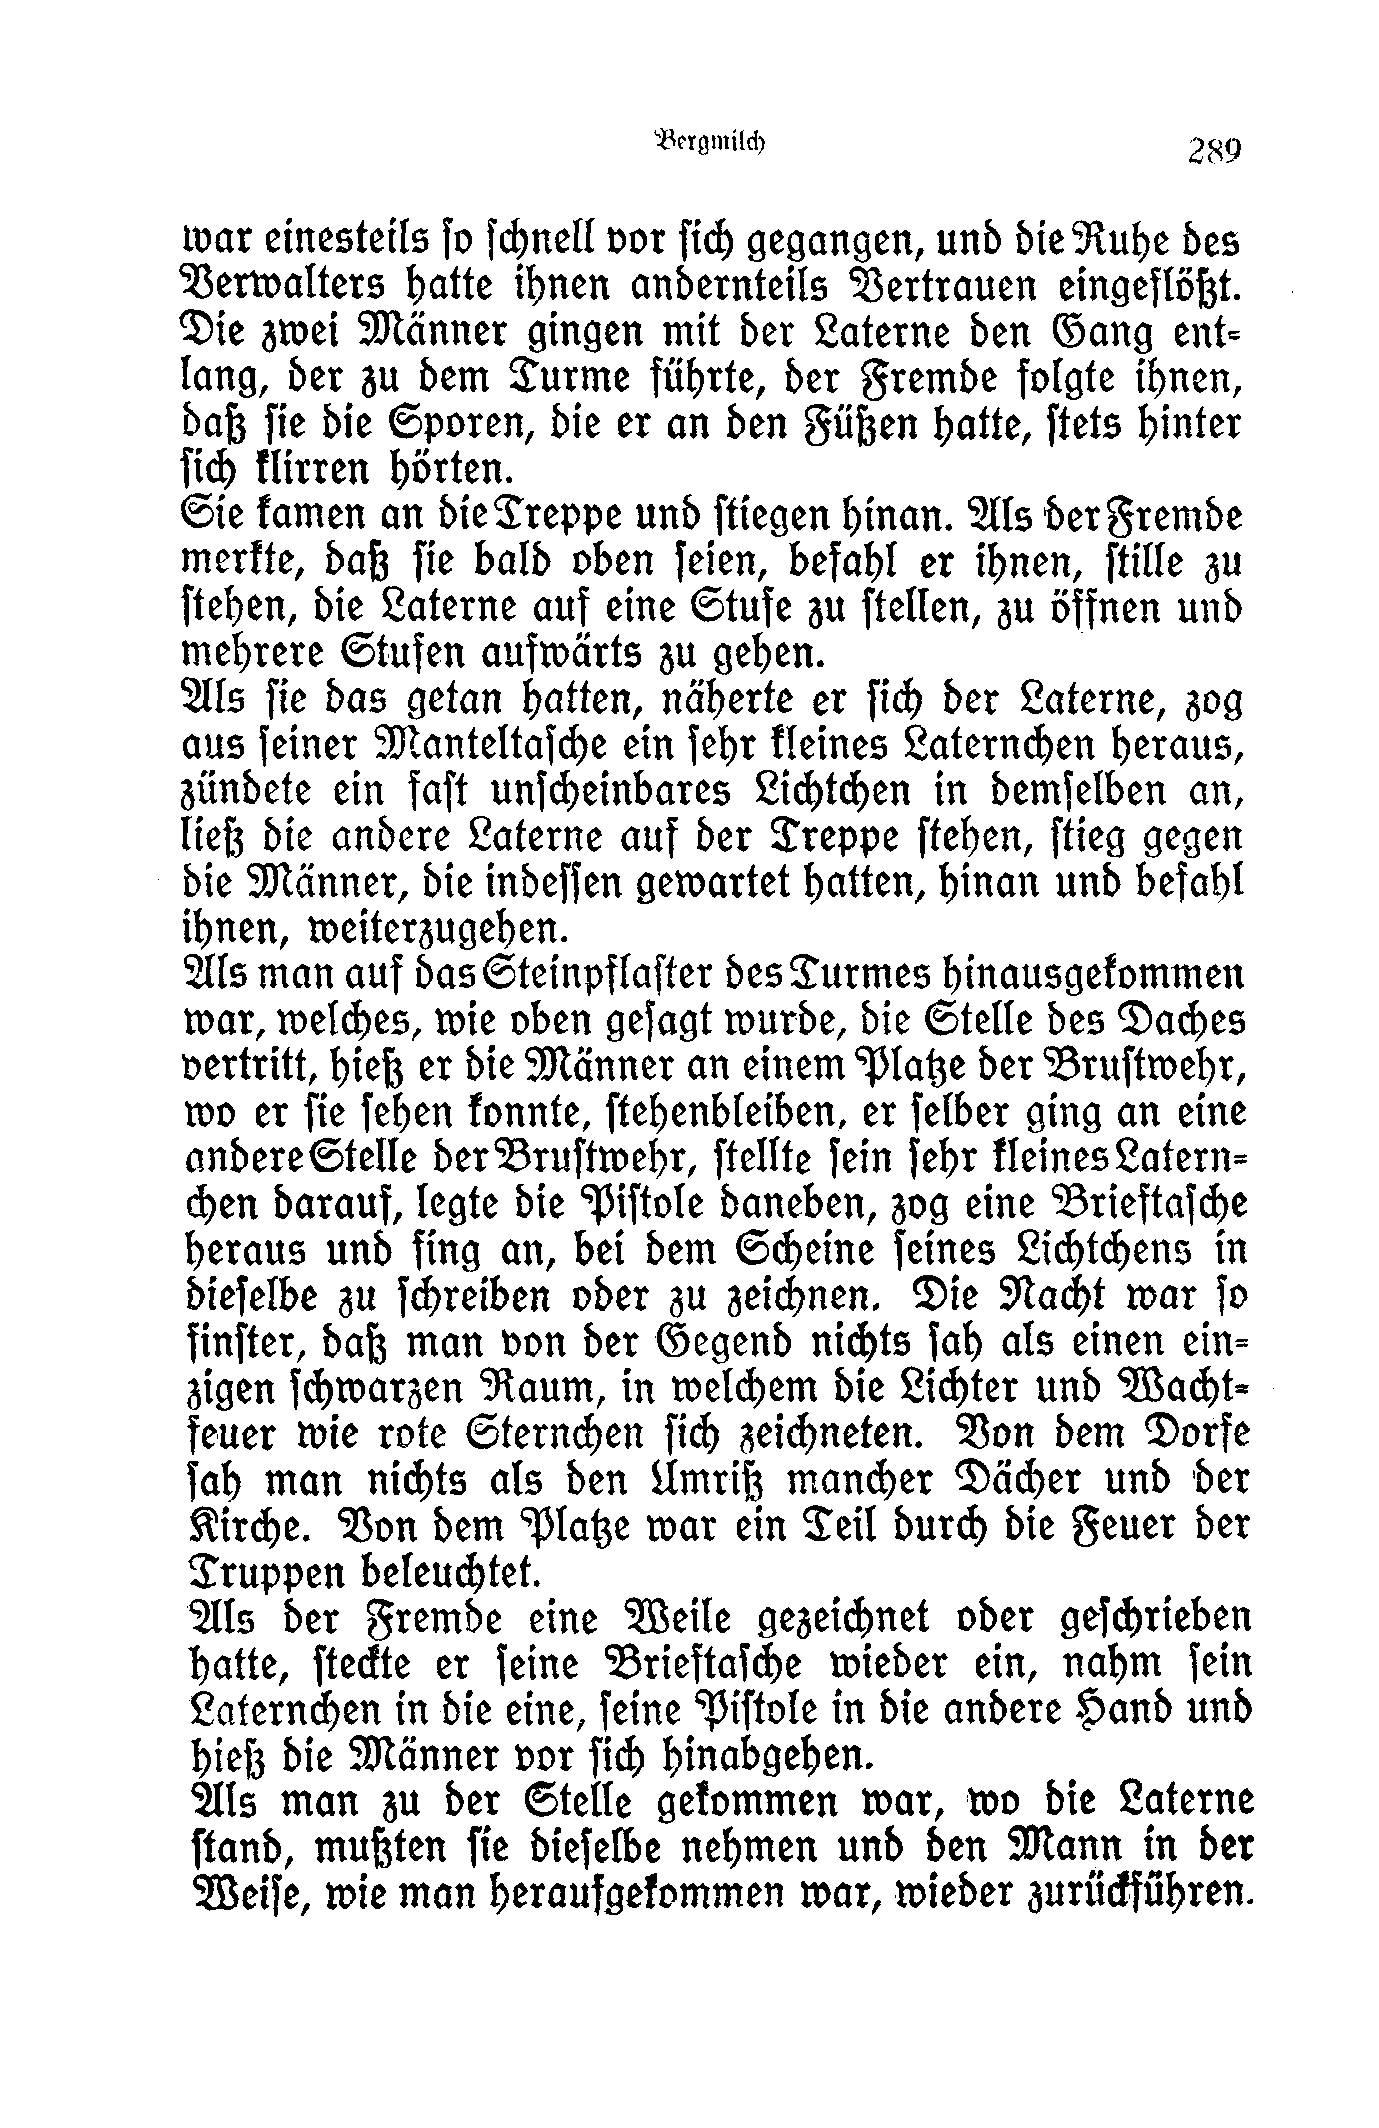 Bergmilch
289
war einesteils so schnell vor sich gegangen, und die Ruhe des
Verwalters hatte ihnen andernteils Vertrauen eingeflößt.
Die zwei Männer gingen mit der Laterne den Gang ent-
lang, der zu dem Turme führte, der Fremde folgte ihnen,
daß sie die Sporen, die er an den Füßen hatte, stets hinter
sich klirren hörten.
Sie kamen an die Treppe und stiegen hinan. Als der Fremde
merkte, daß sie bald oben seien, befahl er ihnen, stille zu
stehen, die Laterne auf eine Stufe zu stellen, zu öffnen und
mehrere Stufen aufwärts zu gehen.
Als sie das getan hatten, näherte er sich der Laterne, zog
aus seiner Manteltasche ein sehr kleines Laternchen heraus,
zündete ein fast unscheinbares Lichtchen in demselben an,
ließ die andere Laterne auf der Treppe stehen, stieg gegen
die Männer, die indessen gewartet hatten, hinan und befahl
ihnen, weiterzugehen.
Als man auf das Steinpflaster des Turmes hinausgekommen
war, welches, wie oben gesagt wurde, die Stelle des Daches
vertritt, hieß er die Männer an einem Platze der Brustwehr,
wo er sie sehen konnte, stehenbleiben, er selber ging an eine
andere Stelle der Brustwehr, stellte sein sehr kleines Latern-
chen darauf, legte die Pistole daneben, zog eine Brieftasche
heraus und fing an, bei dem Scheine seines Lichtchens in
dieselbe zu schreiben oder zu zeichnen. Die Nacht war so
finster, daß man von der Gegend nichts sah als einen ein-
zigen schwarzen Raum, in welchem die Lichter und Wacht-
feuer wie rote Sternchen sich zeichneten. Von dem Dorfe
sah man nichts als den Umriß mancher Dächer und der
Kirche. Von dem Platze war ein Teil durch die Feuer der
Truppen beleuchtet.
Als der Fremde eine Weile gezeichnet oder geschrieben
hatte, steckte er seine Brieftasche wieder ein, nahm sein
Laternchen in die eine, seine Pistole in die andere Hand und
hieß die Männer vor sich hinabgehen.
Als man zu der Stelle gekommen war, wo die Laterne
stand, mußten sie dieselbe nehmen und den Mann in der
Weise, wie man heraufgekommen war, wieder zurückführen.